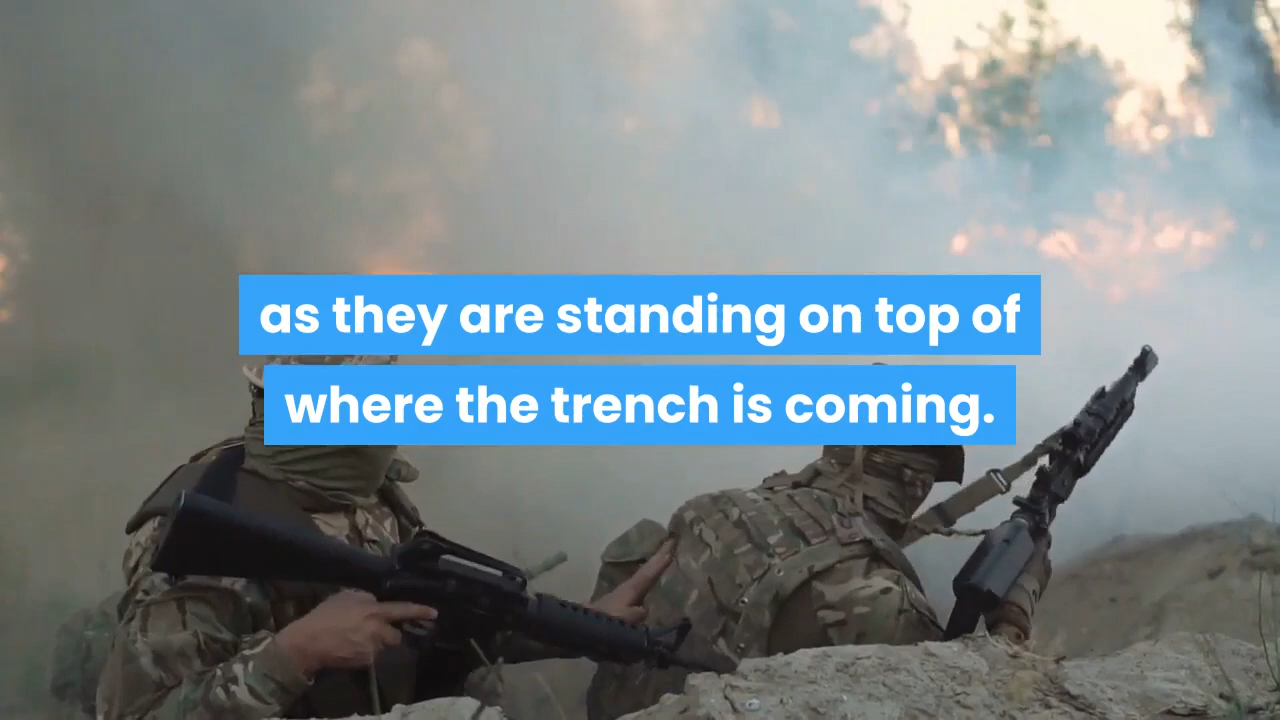 as they are standing on top of
where the trench is coming.